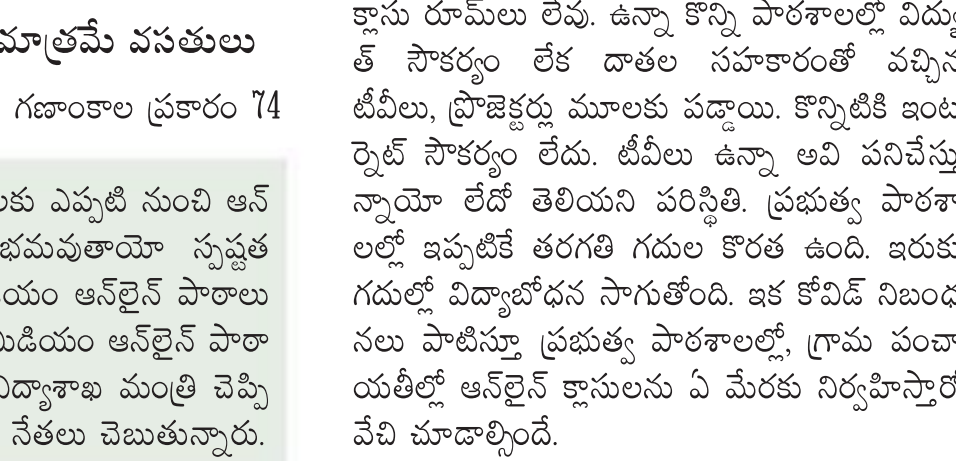 మాత్రమే వసతులు
గణాంకాల ప్రకారం 74
లకు ఎప్పటి నుంచి ఆన్
భమవుతాయో స్పష్టత
యం ఆన్‌లైన్ పాఠాలు
మిడియం ఆన్‌లైన్ పాఠా
విద్యాశాఖ మంత్రి చెప్పి
నేతలు చెబుతున్నారు.
క్లాసు రూమ్‌లు లేవు. ఉన్నా కొన్ని పాఠశాలల్లో విద్యు
త్ సౌకర్యం లేక దాతల సహకారంతో వచ్చిన
టీవీలు, ప్రొజెక్టర్లు మూలకు పడ్డాయి. కొన్నిటికి ఇంట
ర్నెట్ సౌకర్యం లేదు. టీవీలు ఉన్నా అవి పనిచేస్తు
న్నాయో లేదో తెలియని పరిస్థితి. ప్రభుత్వ పాఠశా
లల్లో ఇప్పటికే తరగతి గదుల కొరత ఉంది. ఇరుకు
గదుల్లో విద్యాబోధన సాగుతోంది. ఇక కోవిడ్ నిబంధ
నలు పాటిస్తూ ప్రభుత్వ పాఠశాలల్లో, గ్రామ పంచా
యతీల్లో ఆన్‌లైన్ క్లాసులను ఏ మేరకు నిర్వహిస్తారో
వేచి చూడాల్సిందే.